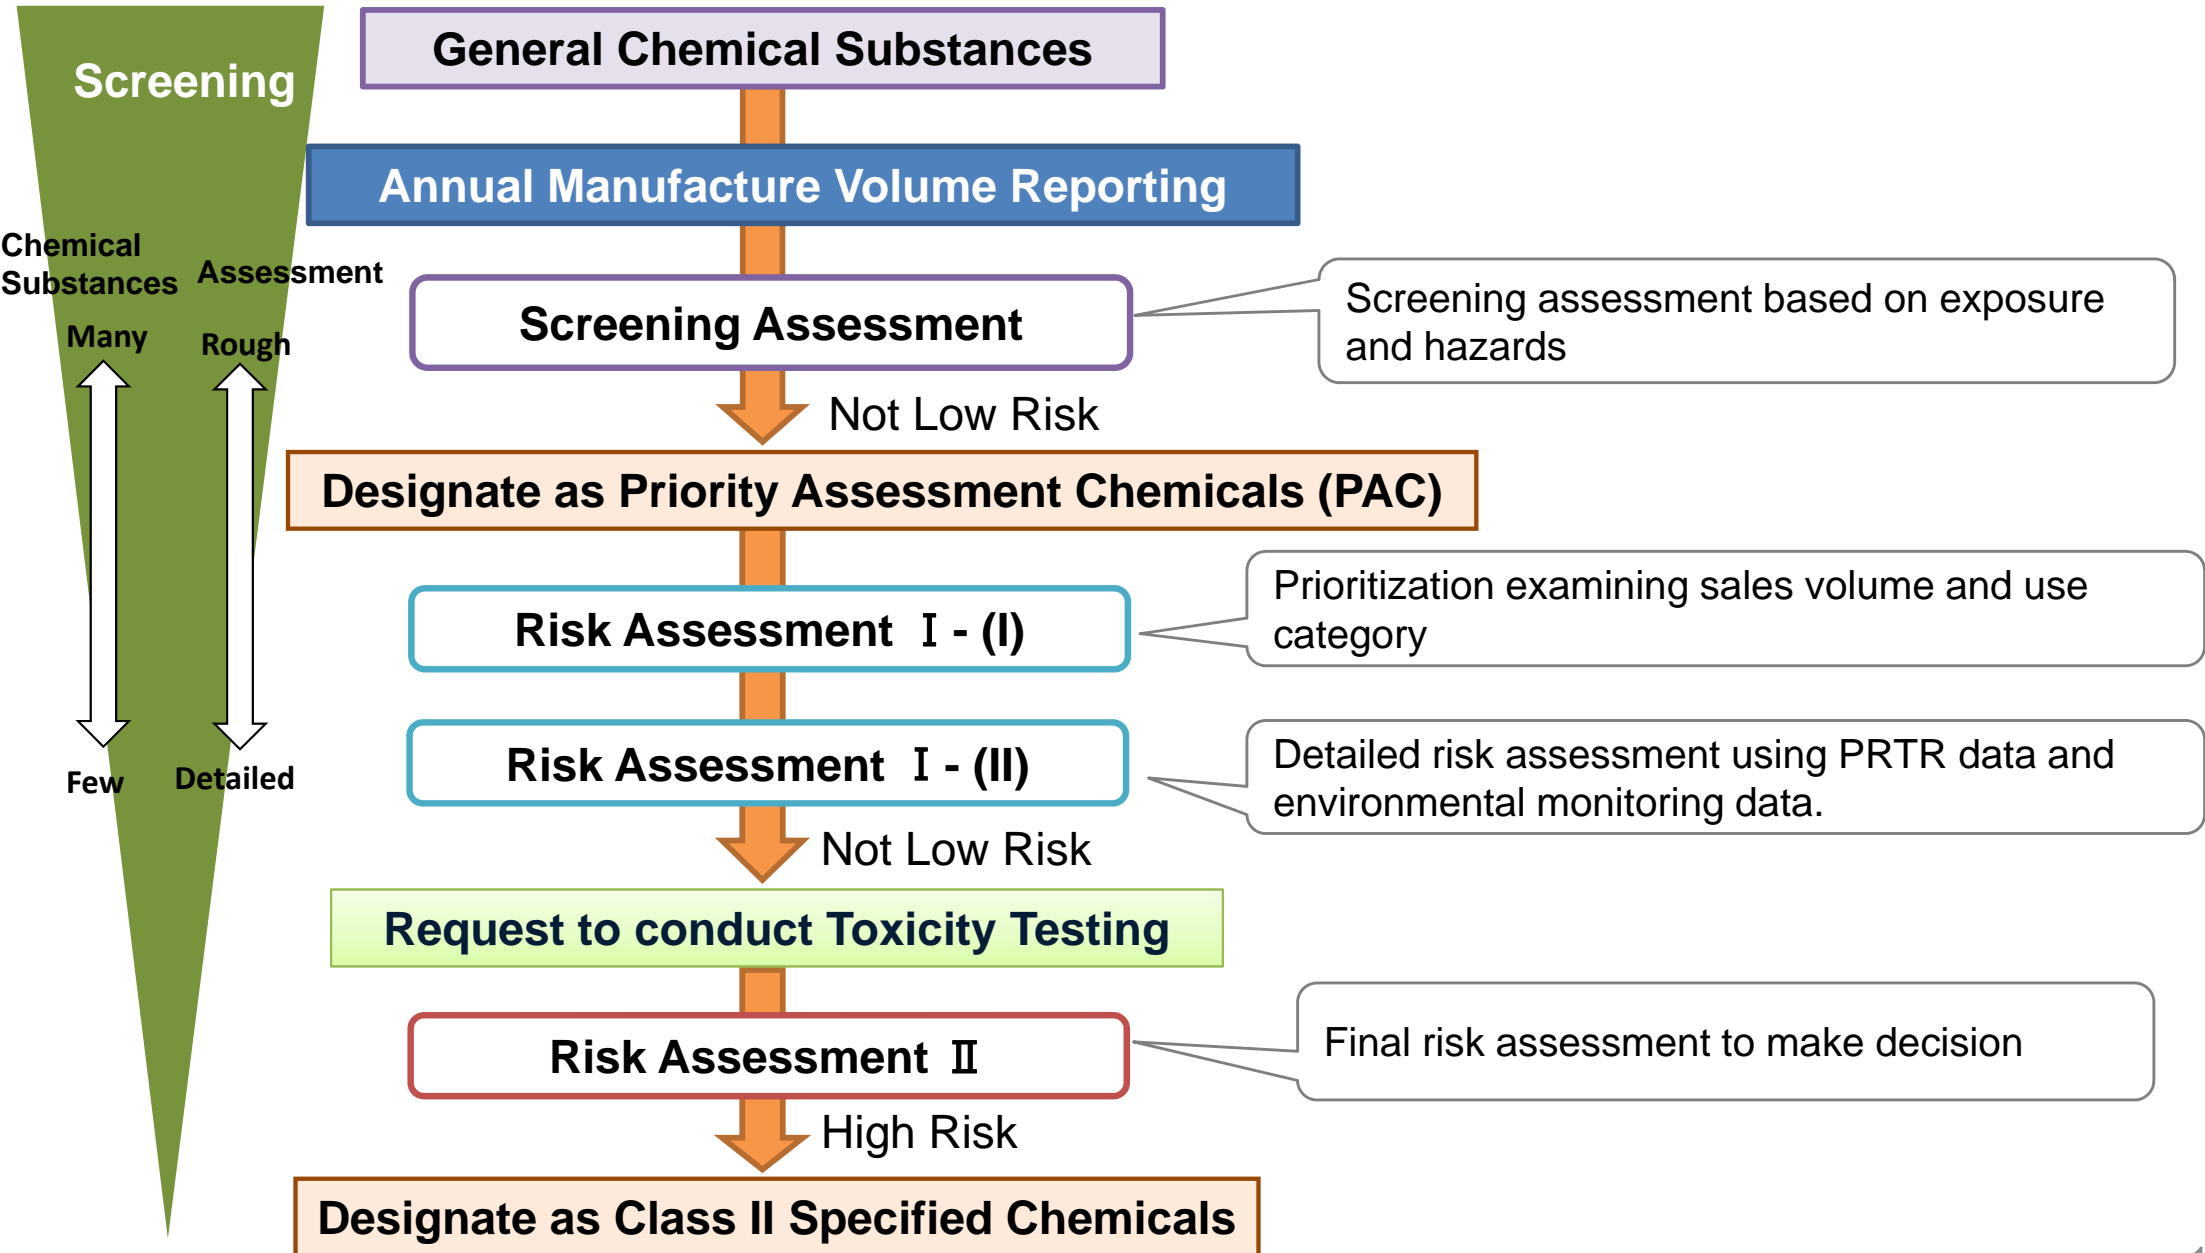 Screening
General Chemical Substances
Annual Manufacture Volume Reporting
Chemical
Substances
Assessment
Many
Rough
Few
Detailed
Screening Assessment
Screening assessment based on exposure
and hazards
Not Low Risk
Designate as Priority Assessment Chemicals (PAC)
Risk Assessment Ⅰ - (I)
Prioritization examining sales volume and use
category
Risk Assessment Ⅰ - (II)
Detailed risk assessment using PRTR data and
environmental monitoring data.
Not Low Risk
Request to conduct Toxicity Testing
Risk Assessment Ⅱ
Final risk assessment to make decision
High Risk
Designate as Class II Specified Chemicals